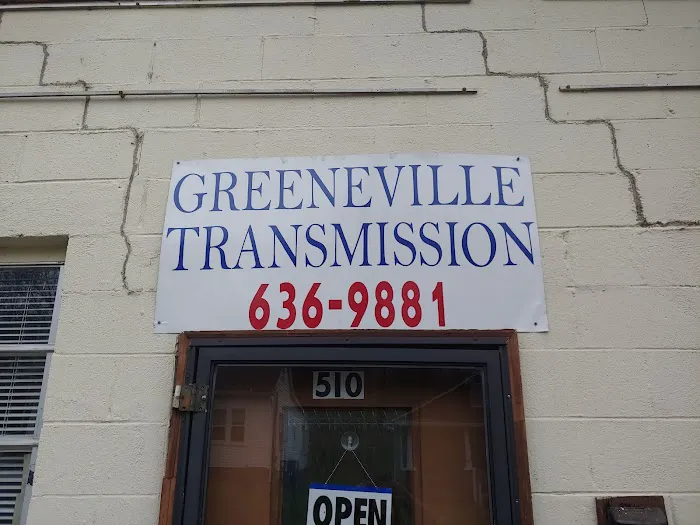 GREENEVILLE
TRANSMISSION
636-9881
510
OPEN